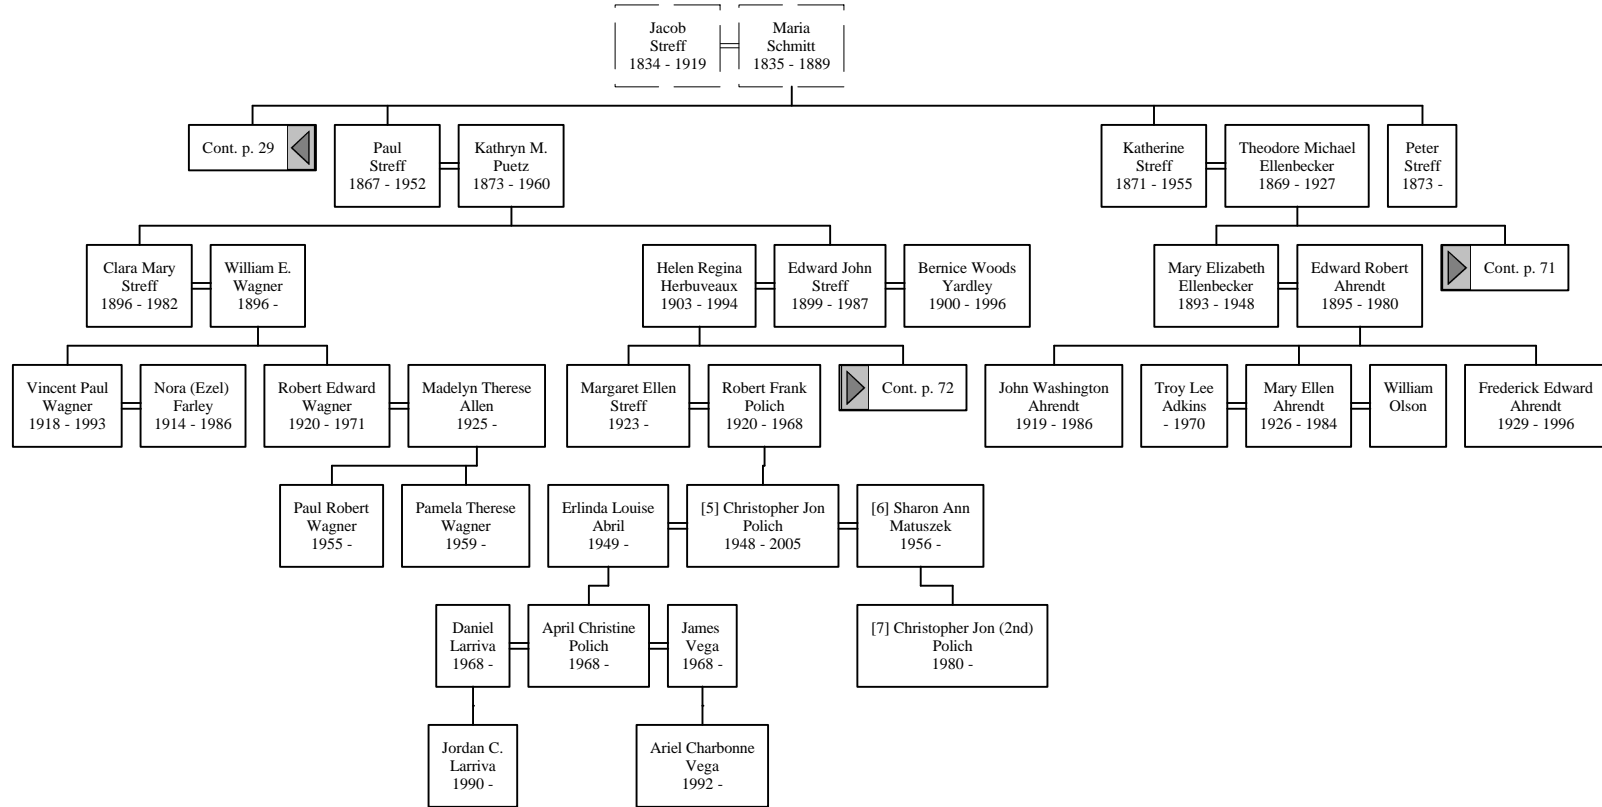 Jacob
Streff
1834 - 1919
Maria
Schmitt
1835 - 1889
Cont. p. 29
Paul
Streff
1867 - 1952
Kathryn M.
Puetz
1873 - 1960
Katherine
Streff
1871 - 1955
Theodore Michael
Ellenbecker
1869 - 1927
Peter
Streff
1873 -
Clara Mary
Streff
1896 - 1982
William E.
Wagner
1896 -
Helen Regina
Herbuveaux
1903 - 1994
Edward John
Streff
1899 - 1987
Bernice Woods
Yardley
1900 - 1996
Mary Elizabeth
Ellenbecker
1893 - 1948
Edward Robert
Ahrendt
1895 - 1980
Cont. p. 71
Vincent Paul
Wagner
1918 - 1993
Nora (Ezel)
Farley
1914 - 1986
Robert Edward
Wagner
1920 - 1971
Madelyn Therese
Allen
1925 -
Margaret Ellen
Streff
1923 -
Robert Frank
Polich
1920 - 1968
Cont. p. 72
John Washington
Ahrendt
1919 - 1986
Troy Lee
Adkins
- 1970
Mary Ellen
Ahrendt
1926 - 1984
William
Olson
Frederick Edward
Ahrendt
1929 - 1996
Paul Robert
Wagner
1955 -
Pamela Therese
Wagner
1959 -
Erlinda Louise
Abril
1949 -
[5] Christopher Jon
Polich
1948 - 2005
[6] Sharon Ann
Matuszek
1956 -
Daniel
Larriva
1968 -
April Christine
Polich
1968 -
James
Vega
1968 -
[7] Christopher Jon (2nd)
Polich
1980 -
Jordan C.
Larriva
1990 -
Ariel Charbonne
Vega
1992 -